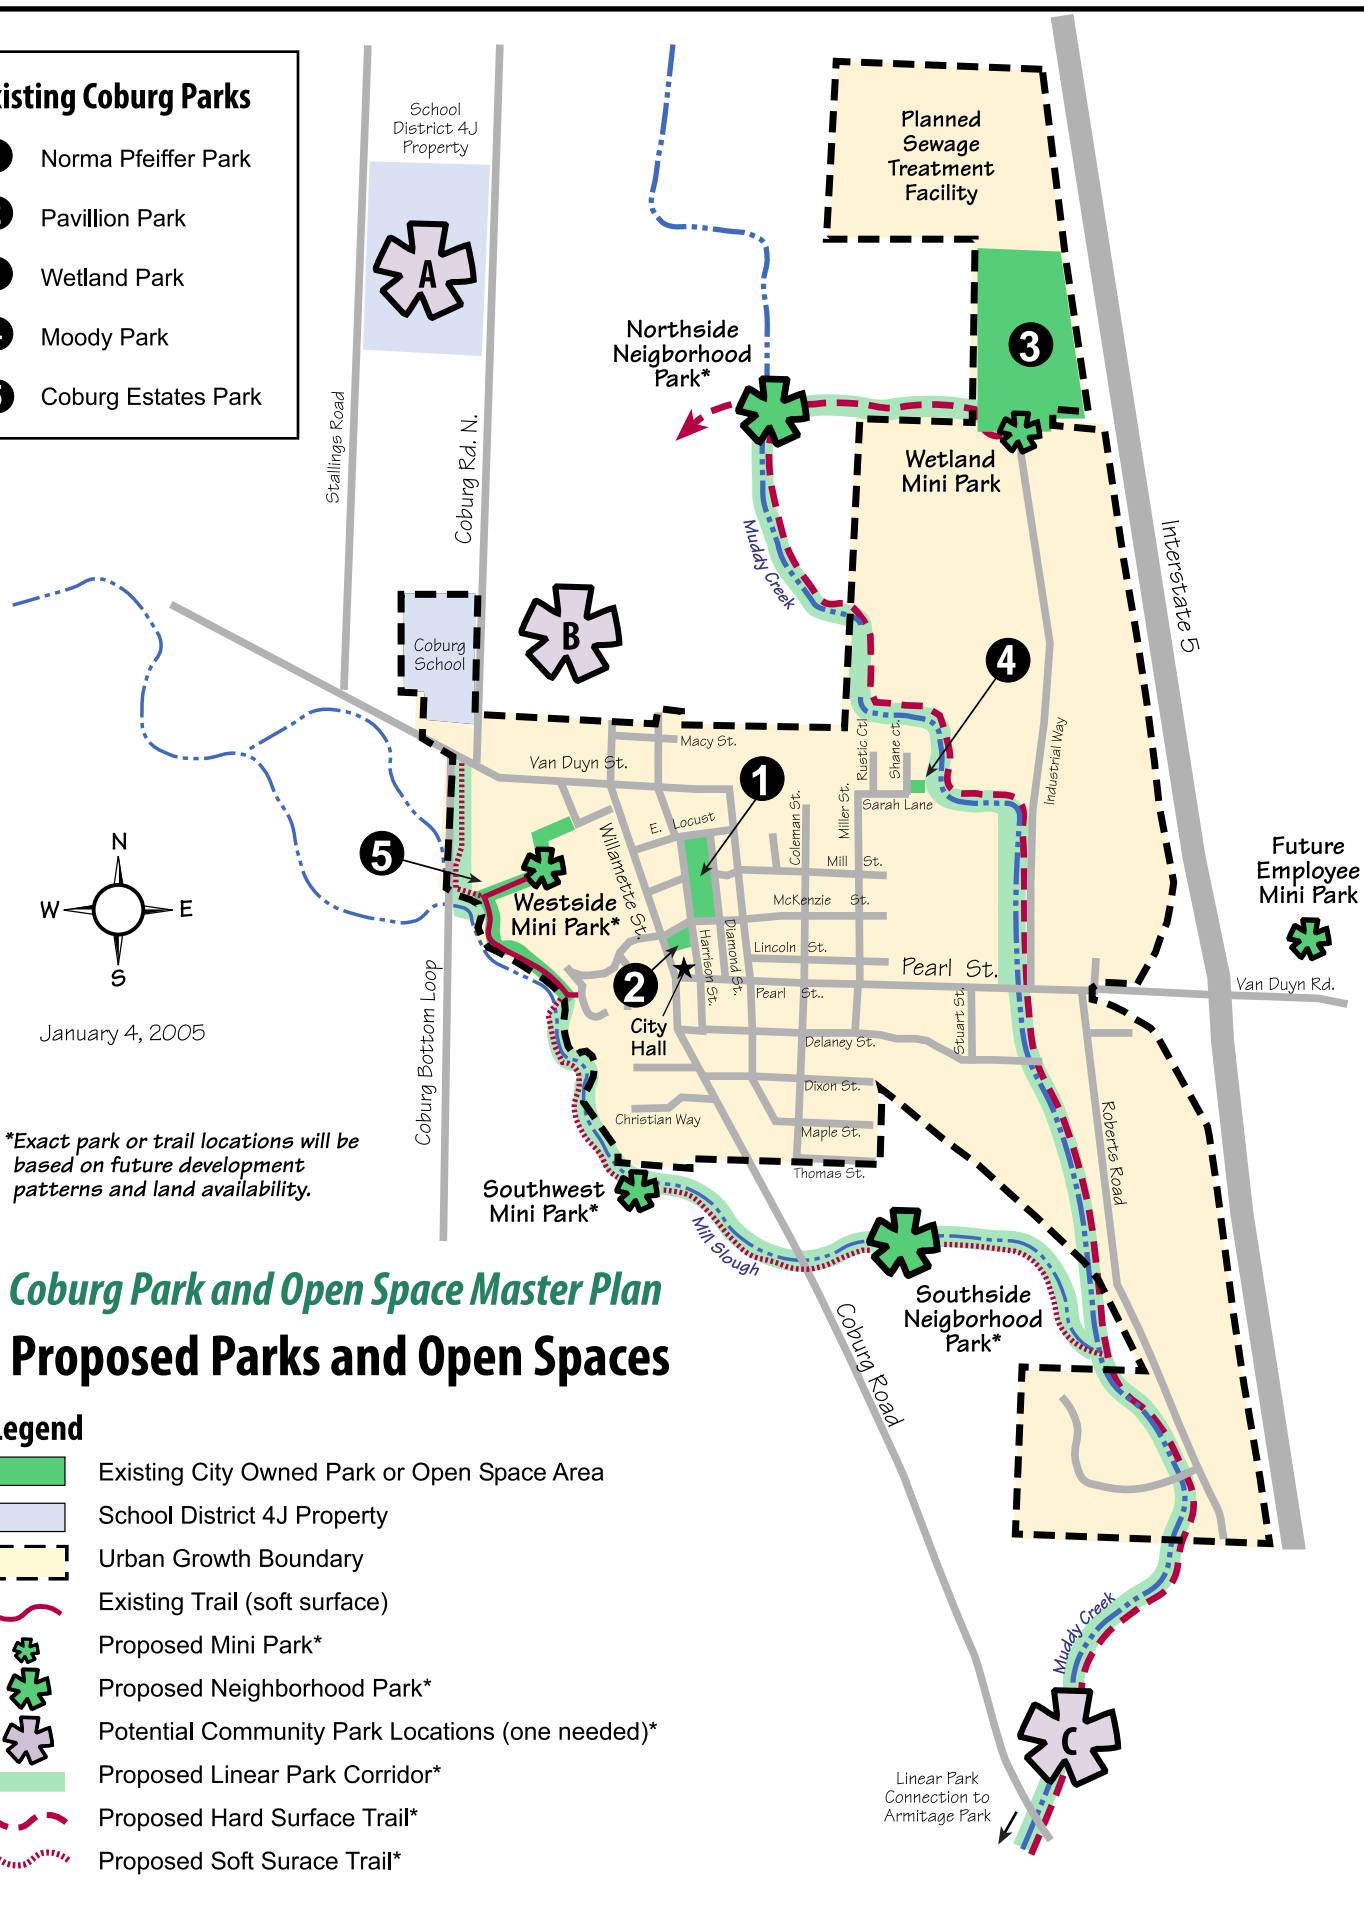 xisting Coburg Parks
Norma Pfeiffer Park
Pavillion Park
Wetland Park
Moody Park
5 Coburg Estates Park
School
District 4J
Property
A
Stallings Road
Coburg Rd. N.
Planned
Sewage
Treatment
Facility
3
Northside
Neigborhood
Park*
Wetland
Mini Park
Muddy Creek
Interstate 5
Coburg
School
B
4
Industrial Way
Macy St.
Van Duyn St.
1
Rustic Ct
Shane ct.
Sarah Lane
E. Locust
Willamette St.
Coleman St.
Miller St.
Mill St.
5
Westside
Mini Park*
McKenzie St.
Harrison St.
Diamond St.
Lincoln St.
Pearl St.
2
Pearl St..
City
Hall
Stuart St.
Delaney St.
Dixon St.
Christian Way
Maple St.
Thomas St.
Future
Employee
Mini Park
Van Duyn Rd.
N
W E
S
January 4, 2005
Coburg Bottom Loop
Roberts Road
*Exact park or trail locations will be
based on future development
patterns and land availability.
Southwest
Mini Park*
Mill Slough
Southside
Neigborhood
Park*
Coburg Road
Coburg Park and Open Space Master Plan
Proposed Parks and Open Spaces
Legend
Existing City Owned Park or Open Space Area
School District 4J Property
Urban Growth Boundary
Existing Trail (soft surface)
Proposed Mini Park*
Proposed Neighborhood Park*
Potential Community Park Locations (one needed)*
Proposed Linear Park Corridor*
Proposed Hard Surface Trail*
Proposed Soft Surace Trail*
Muddy Creek
C
Linear Park
Connection to
Armitage Park